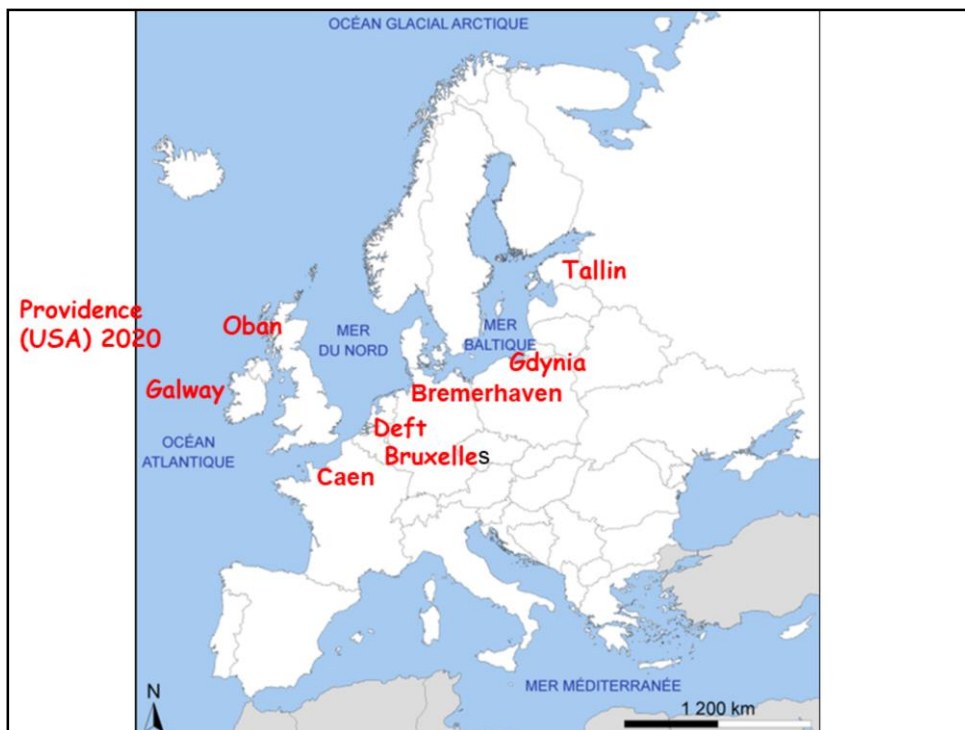 OCÉAN GLACIAL ARCTIQUE
Tallin
Providence
(USA) 2020
Oban
MER
DU NORD
MER
BALTIQUE
Gdynia
Galway
Bremerhaven
Deft
OCÉAN
ATLANTIQUE
Bruxelles
Caen
MER MÉDITERRANÉE
N
1 200 km